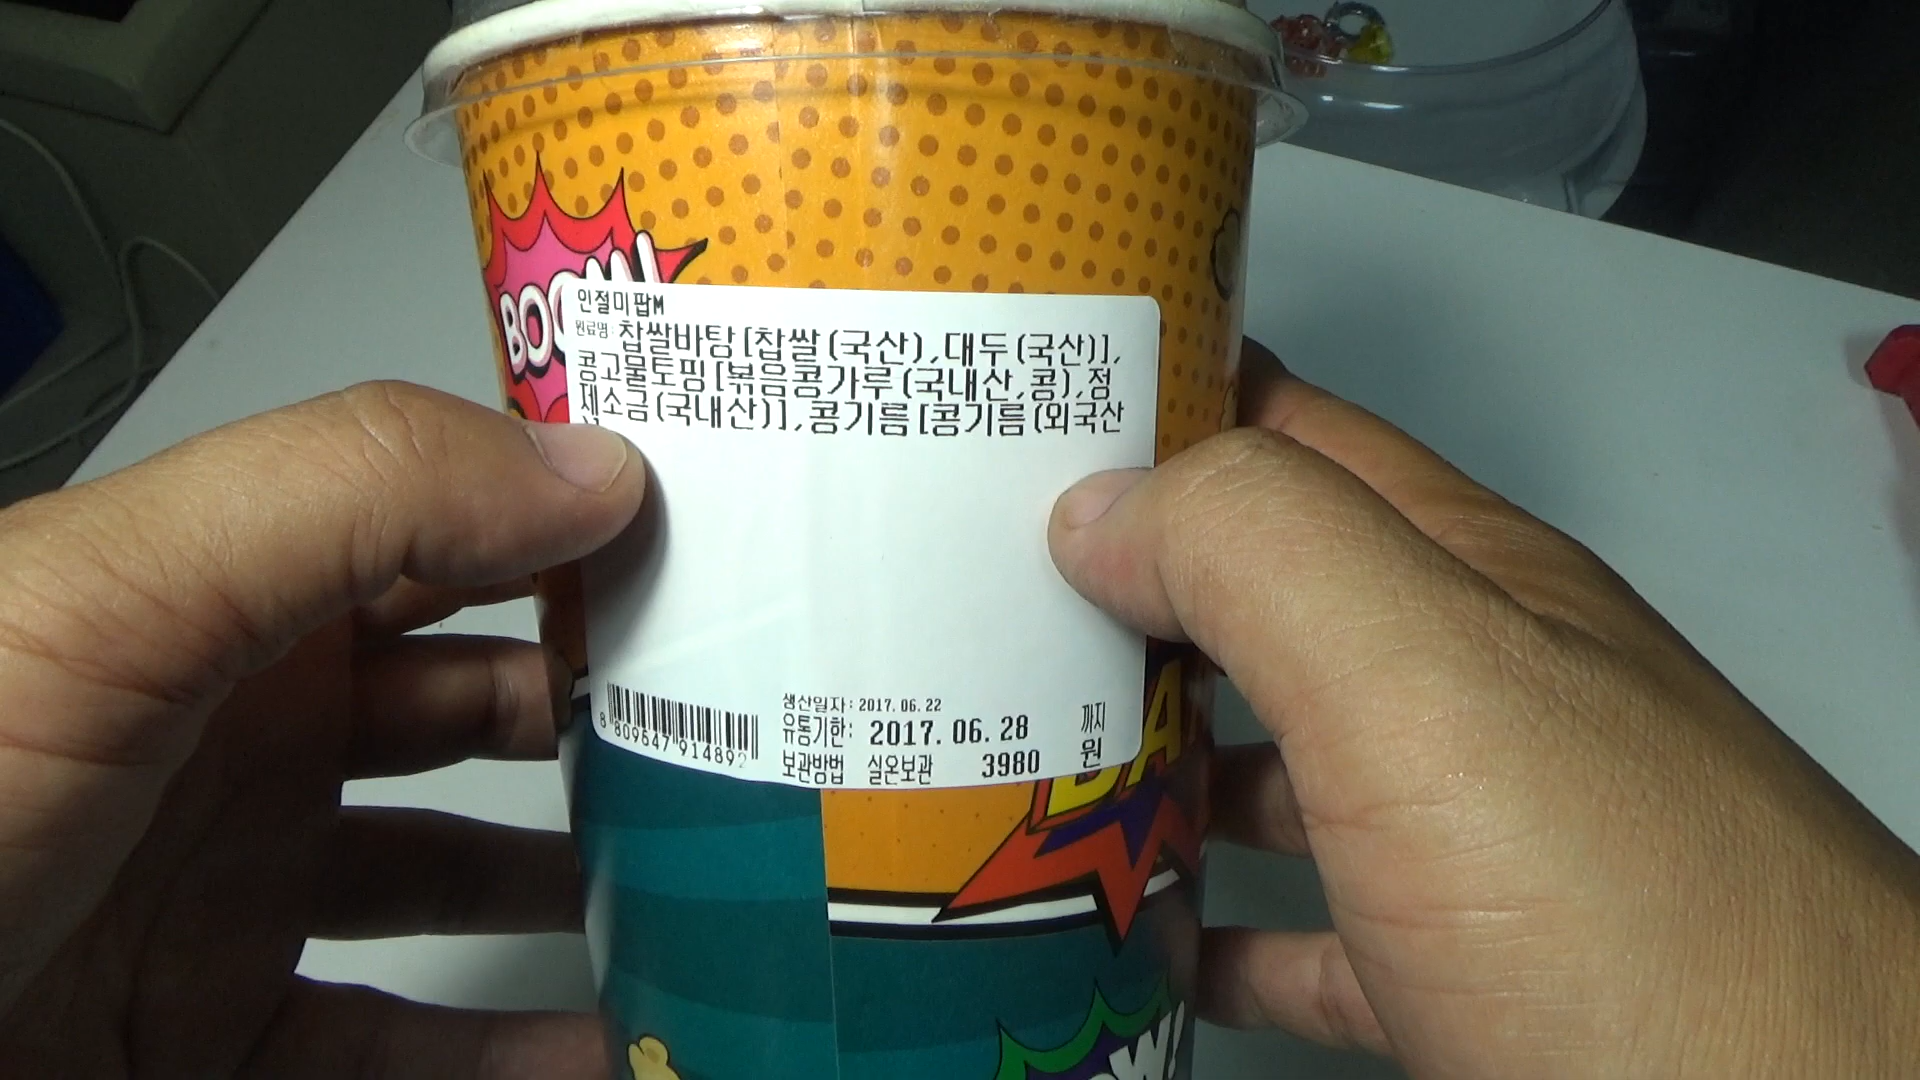 BOOM!
인절미팝M
원료명: 찹쌀바탕[찹쌀(국산),대두(국산)],
콩고물토핑[볶음콩가루(국내산,콩),정
제소금(국내산)],콩기름[콩기름(외국산
8 809647 914892
생산일자: 2017.06.22
유통기한: 2017.06.28 까지
보관방법 실온보관 3980 원